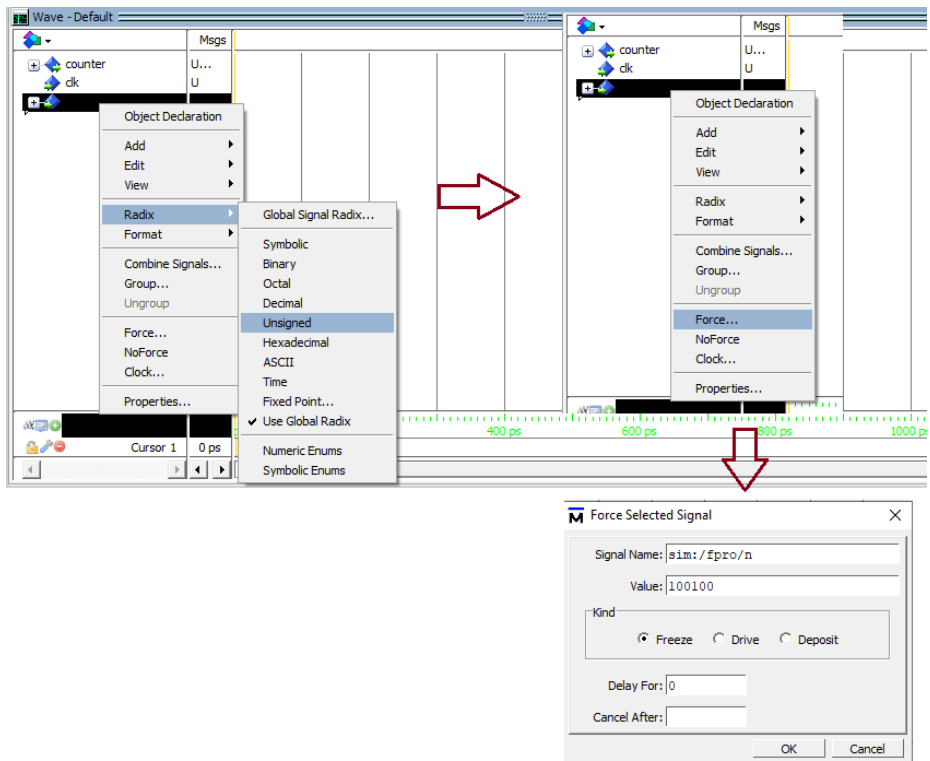 Wave - Default
Msgs
counter
U...
clk
U
Object Declaration
Add
Edit
View
Radix
Format
Combine Signals...
Group...
Ungroup
Force...
NoForce
Clock...
Properties...
Global Signal Radix...
Symbolic
Binary
Octal
Decimal
Unsigned
Hexadecimal
ASCII
Time
Fixed Point...
Use Global Radix
Numeric Enums
Symbolic Enums
Cursor 1
0 ps
Msgs
counter
U...
clk
U
Object Declaration
Add
Edit
View
Radix
Format
Combine Signals...
Group...
Ungroup
Force...
NoForce
Clock...
Properties...
400 ps
600 ps
800 ps
1000 ps
Force Selected Signal
Signal Name: sim:/fpro/n
Value: 100100
Kind
Freeze Drive Deposit
Delay For: 0
Cancel After:
OK Cancel